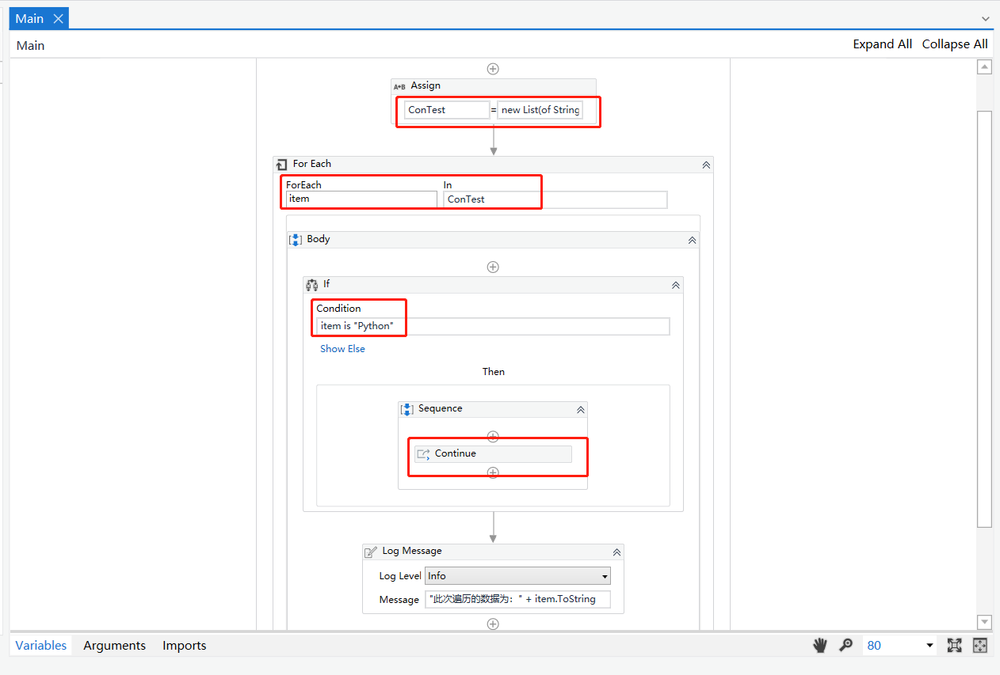 Main
Main
Expand All Collapse All
A+B Assign
ConTest = new List(of String
For Each
ForEach In
item ConTest
Body
If
Condition
item is "Python"
Show Else
Then
Sequence
Continue
Log Message
Log Level Info
Message "此次遍历的数据为：" + item.ToString
Variables Arguments Imports 80